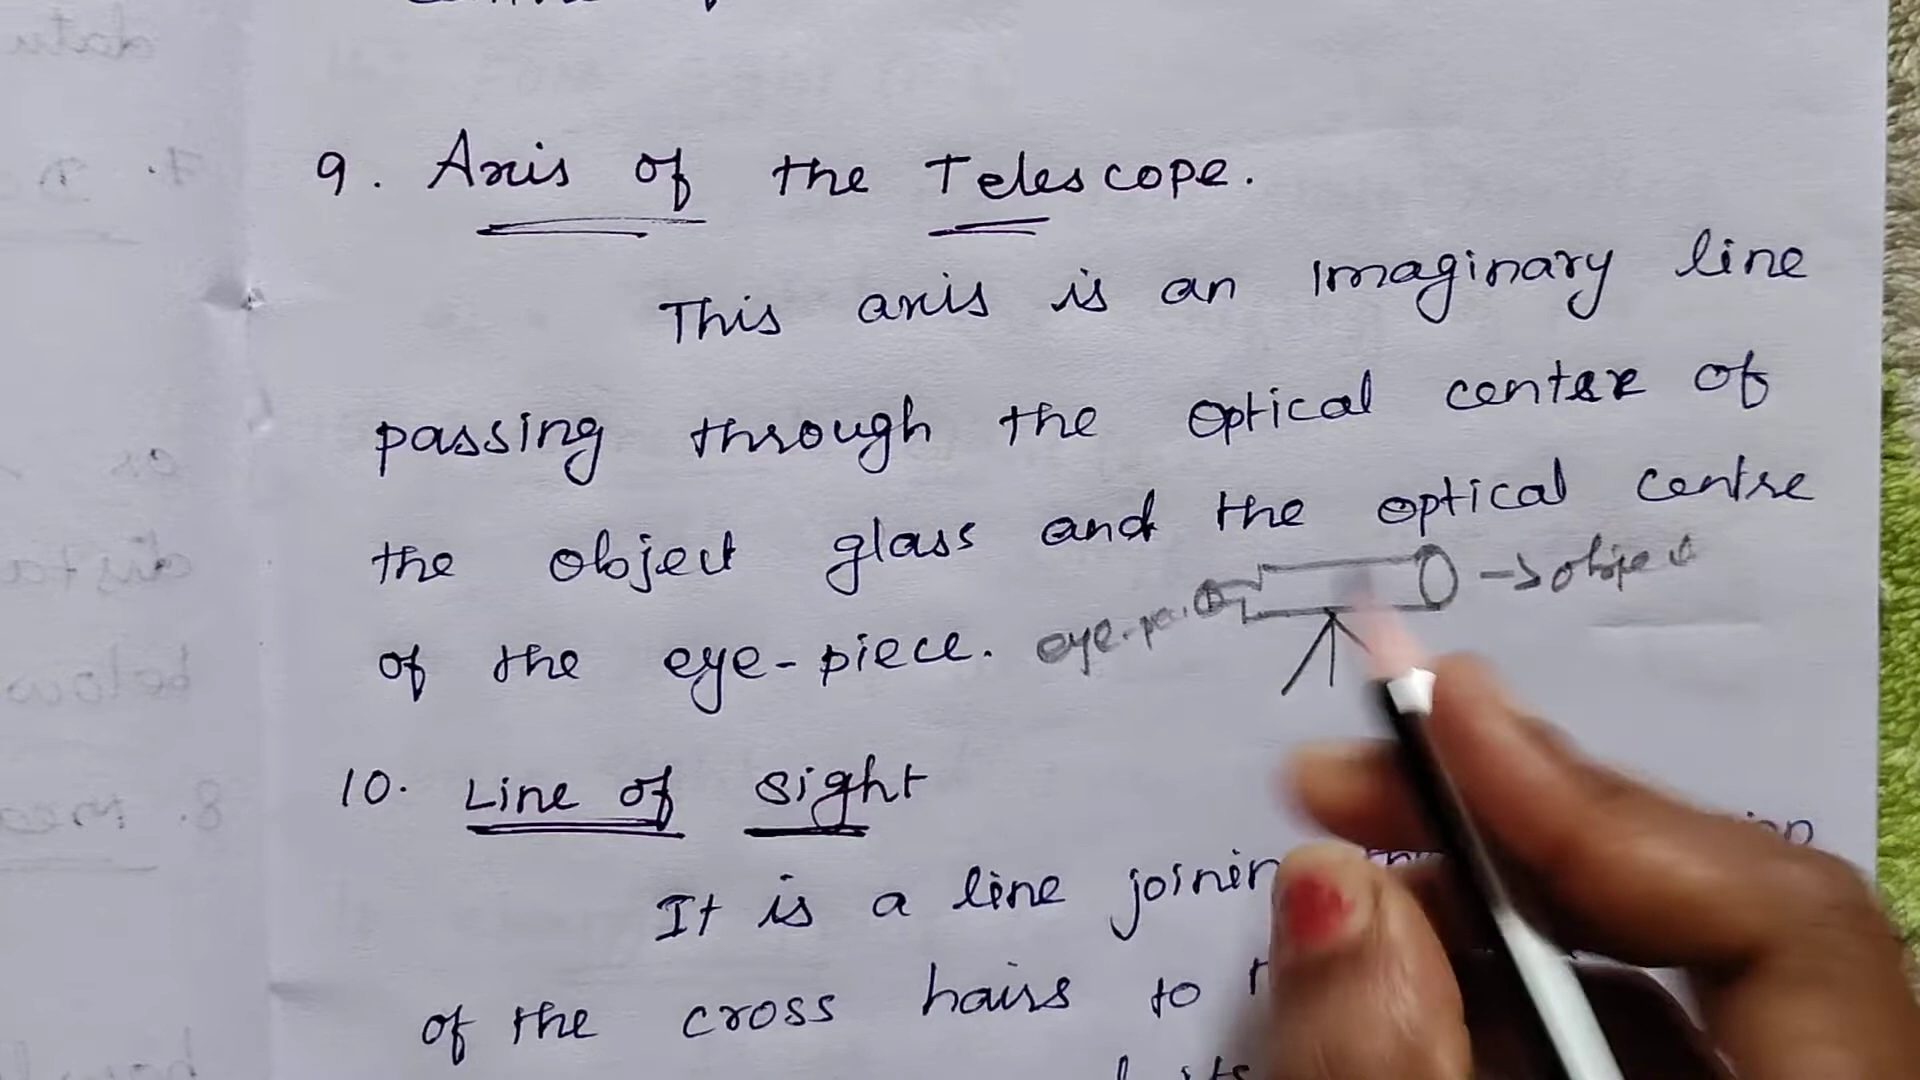 9. Axis of the Telescope.
This axis is an imaginary line
passing through the optical center of
the object glass and the optical centre
→ object
of the eye-piece.
10. Line of sight
It is a line
of the cross hairs to